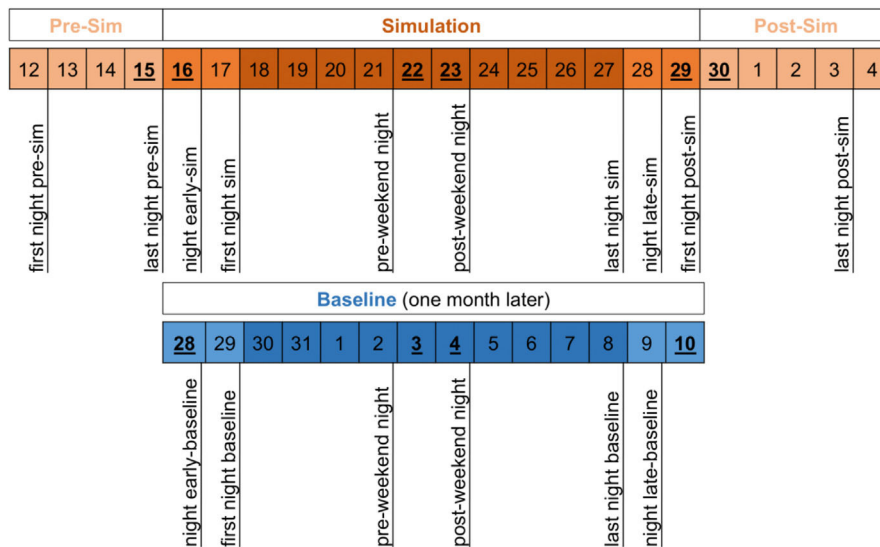 Pre-Sim Simulation Post-Sim
12 13 14 15 16 17 18 19 20 21 22 23 24 25 26 27 28 29 30 1 2 3 4
first night pre-sim
last night pre-sim
night early-sim
first night sim
pre-weekend night
post-weekend night
last night sim
night late-sim
first night post-sim
last night post-sim
Baseline (one month later)
28 29 30 31 1 2 3 4 5 6 7 8 9 10
night early-baseline
first night baseline
pre-weekend night
post-weekend night
last night baseline
night late-baseline